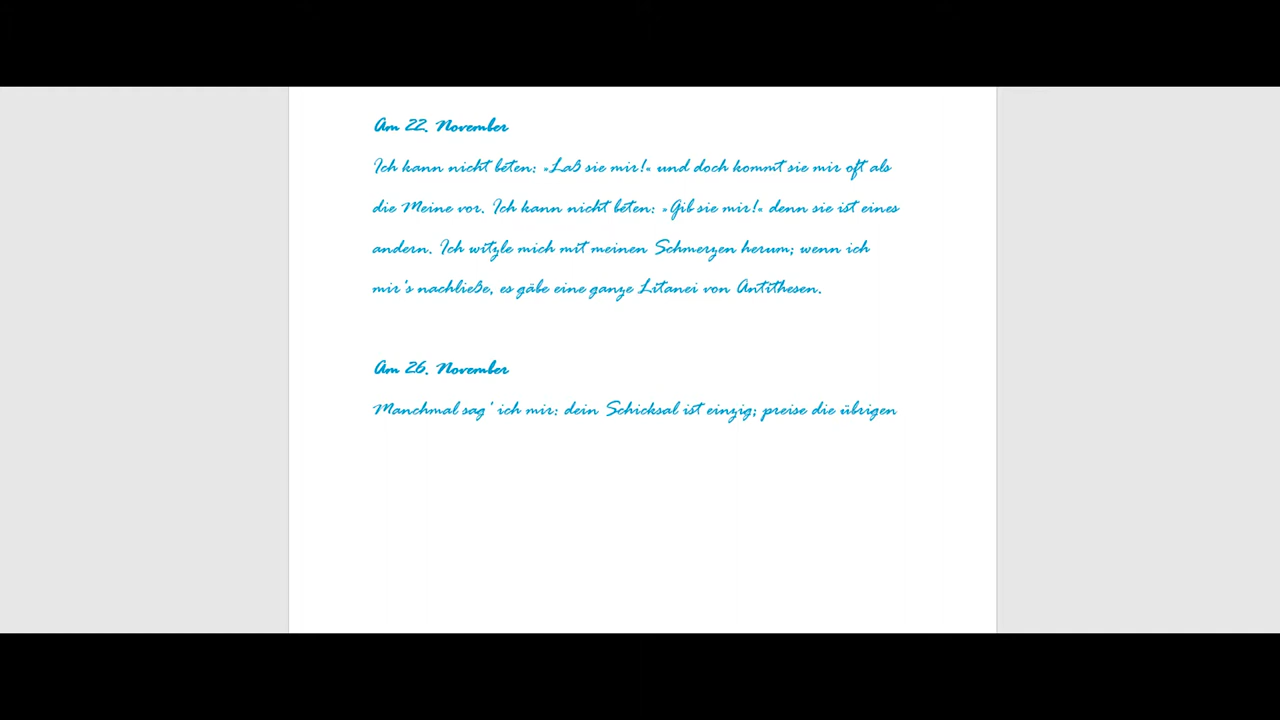 Am 22. November
Ich kann nicht beten: »Laß sie mir!« und doch kommt sie mir oft als
die Meine vor. Ich kann nicht beten: »Gib sie mir!« denn sie ist eines
andern. Ich witzle mich mit meinen Schmerzen herum; wenn ich
mir's nachließe, es gäbe eine ganze Litanei von Antithesen.
Am 26. November
Manchmal sag' ich mir: dein Schicksal ist einzig; preise die übrigen